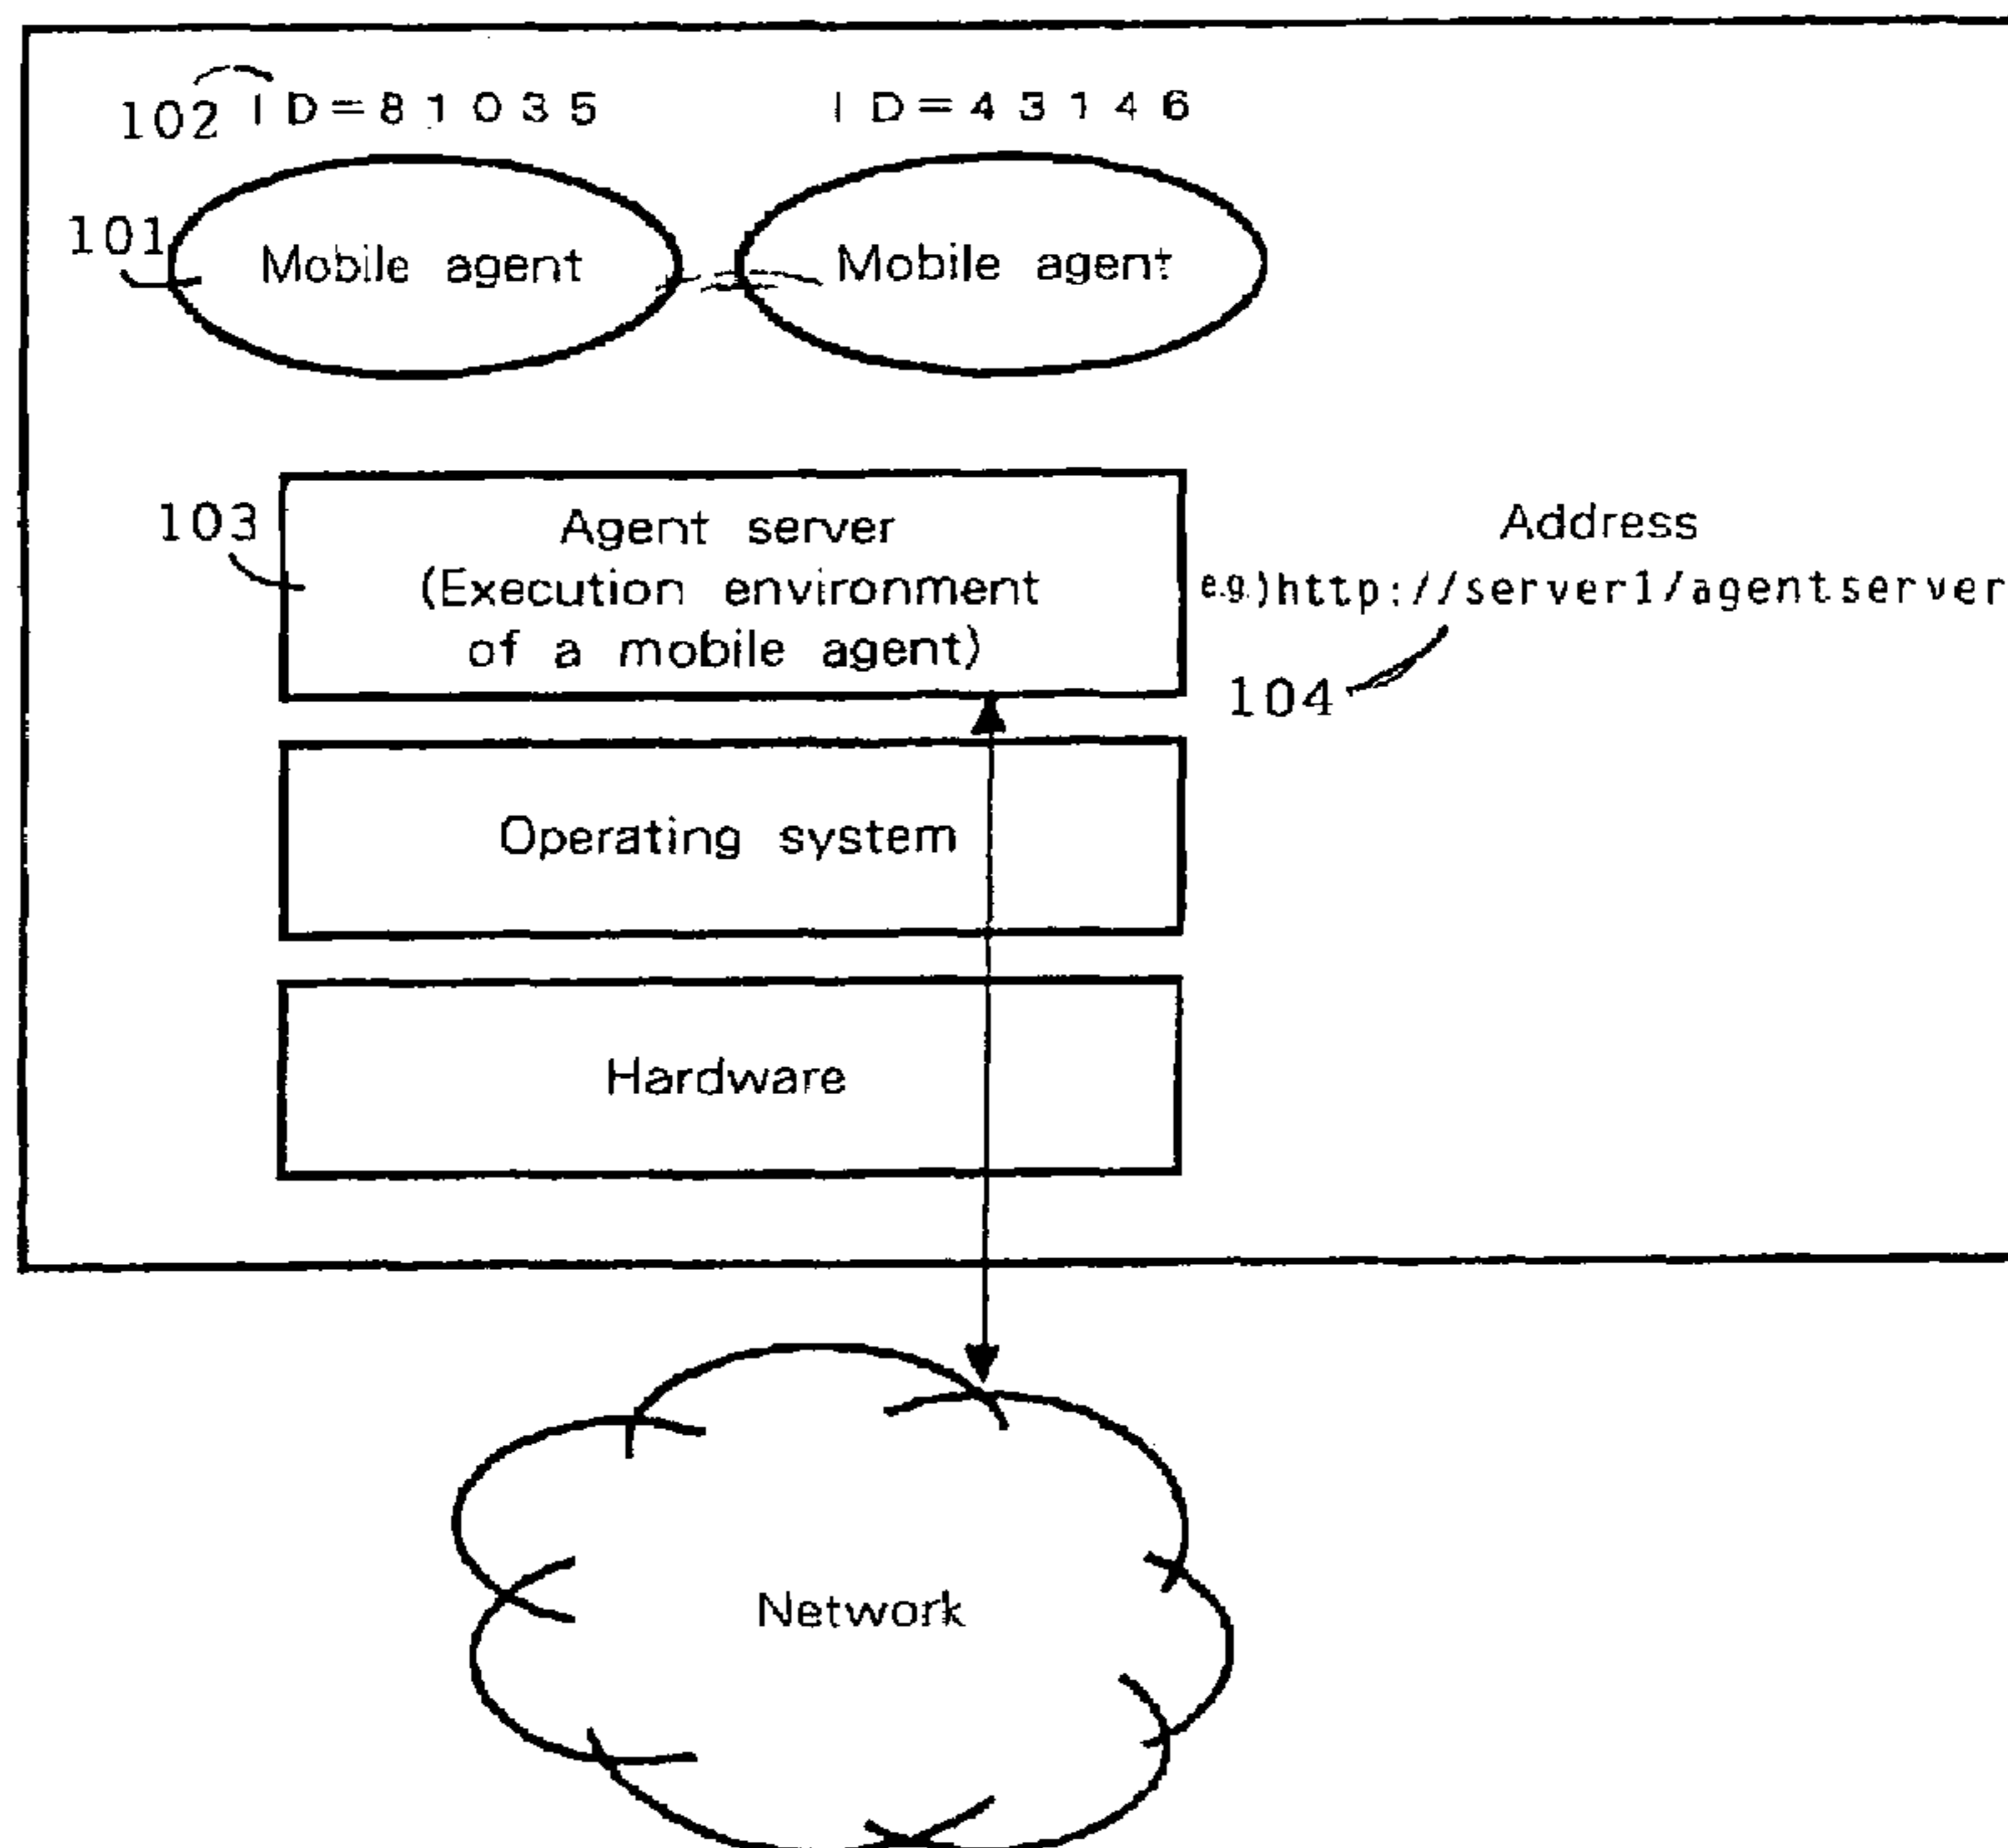 102 ID=81035 ID=43146
101 Mobile agent Mobile agent
103 Agent server Address
(Execution environment e.g.)http://server1/agentserver
of a mobile agent)
104
Operating system
Hardware
Network